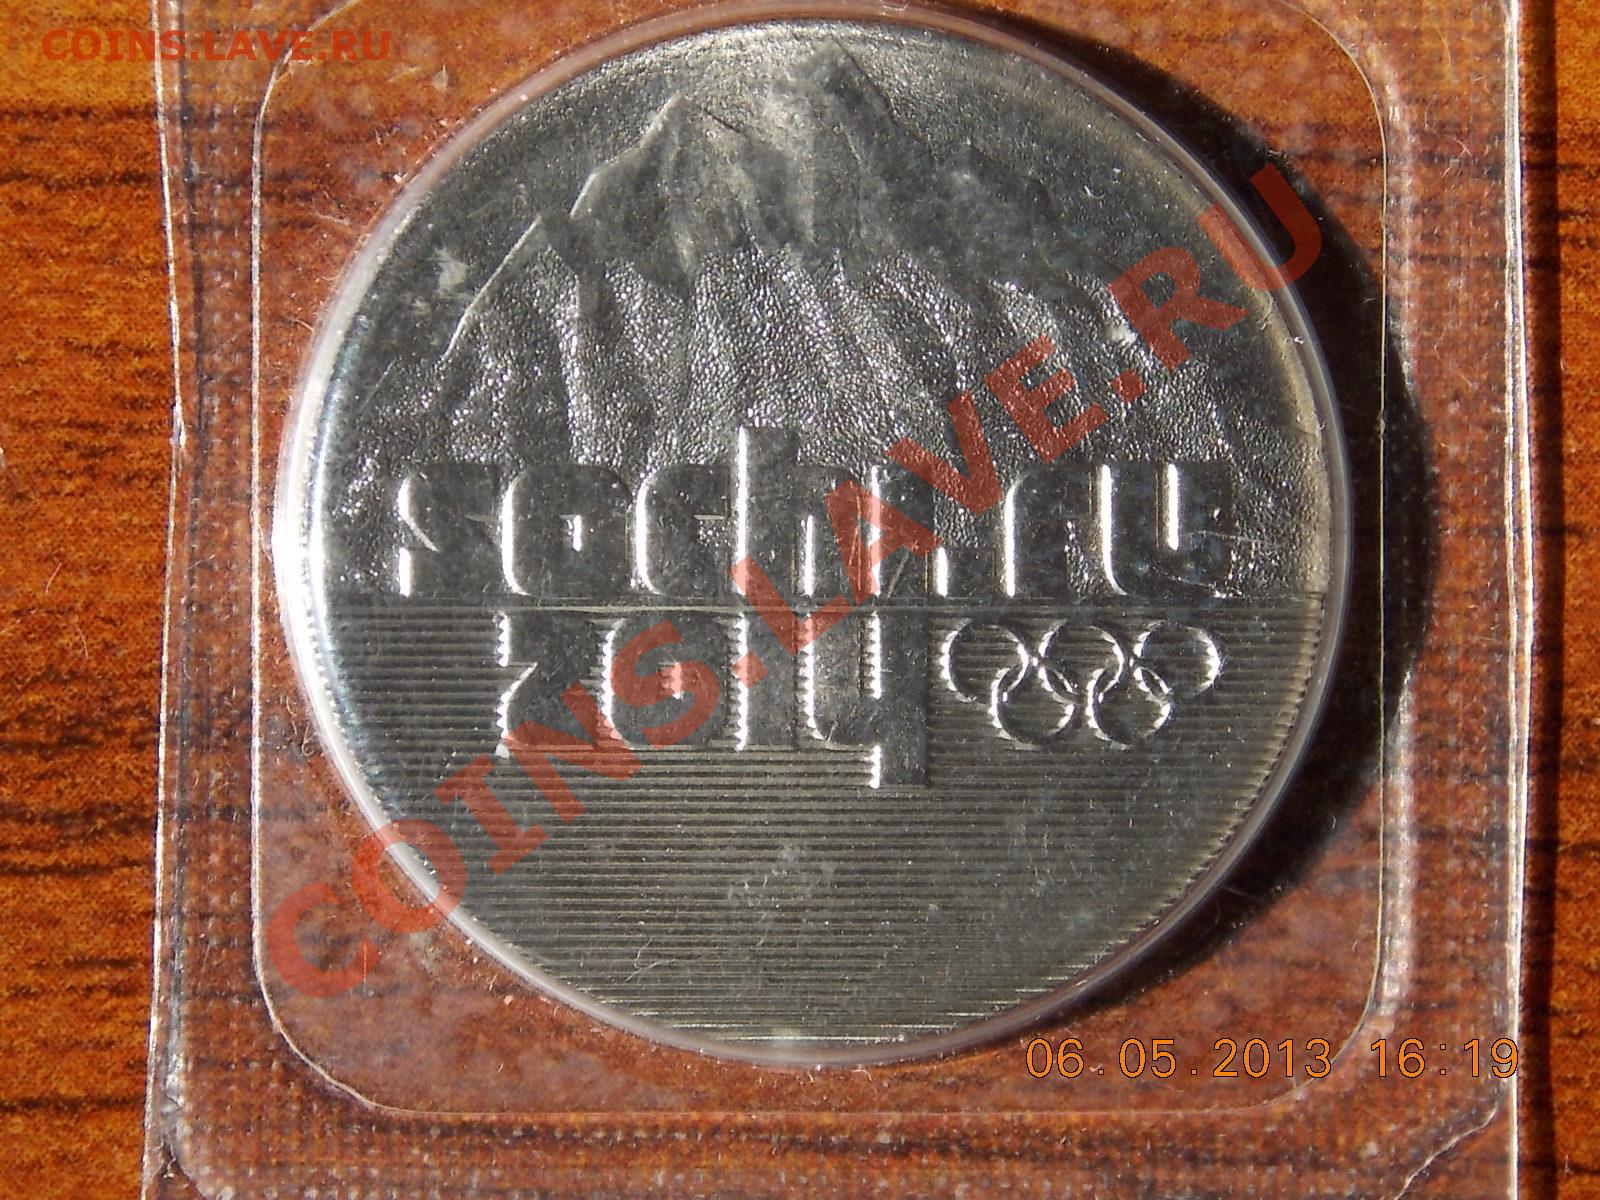 COINS.LAVE.RU
sochi.ru
2014
COINS.LAVE.RU
06.05.2013 16:19